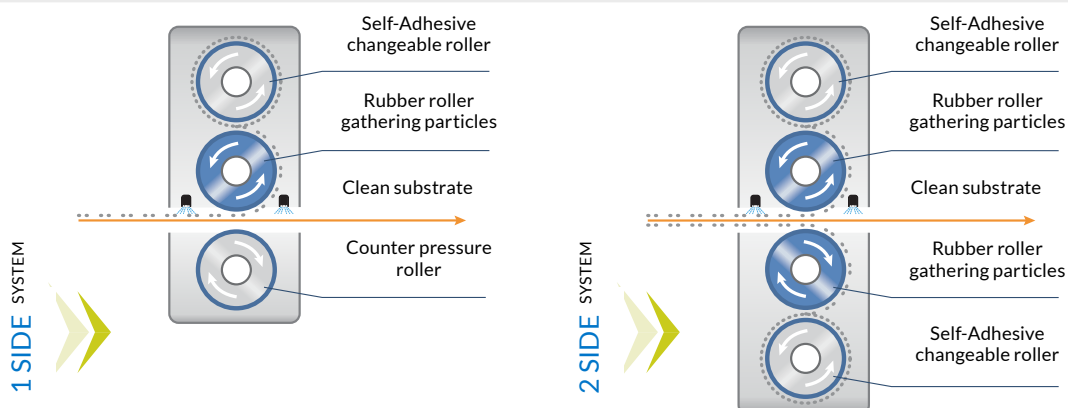 Self-Adhesive
changeable roller
Rubber roller
gathering particles
Clean substrate
Counter pressure
roller
1 SIDE SYSTEM
Self-Adhesive
changeable roller
Rubber roller
gathering particles
Clean substrate
Rubber roller
gathering particles
Self-Adhesive
changeable roller
2 SIDE SYSTEM